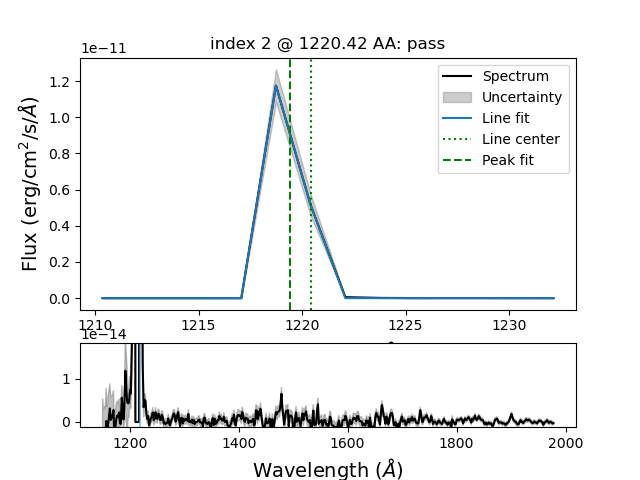 index 2 @ 1220.42 AA: pass
1e−11
Flux (erg/cm²/s/Å)
1.2
1.0
0.8
0.6
0.4
0.2
0.0
Spectrum
Uncertainty
Line fit
Line center
Peak fit
1210 1215 1220 1225 1230
1e−14
1
0
1200 1400 1600 1800 2000
Wavelength (Å)